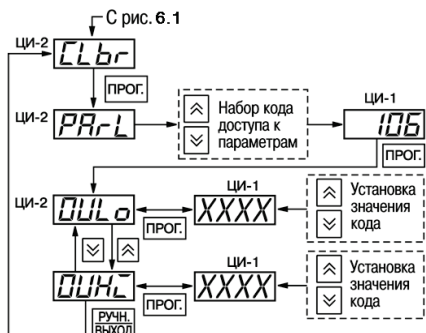 С рис. 6.1
ЦИ-2
CLbr
ПРОГ.
ЦИ-2
PArL
Набор кода
доступа к
параметрам
ЦИ-1
106
ПРОГ.
ЦИ-2
OULo
ПРОГ.
ЦИ-1
XXXX
Установка
значения
кода
OUHi
ПРОГ.
ЦИ-1
XXXX
Установка
значения
кода
РУЧН.
ВЫХОД